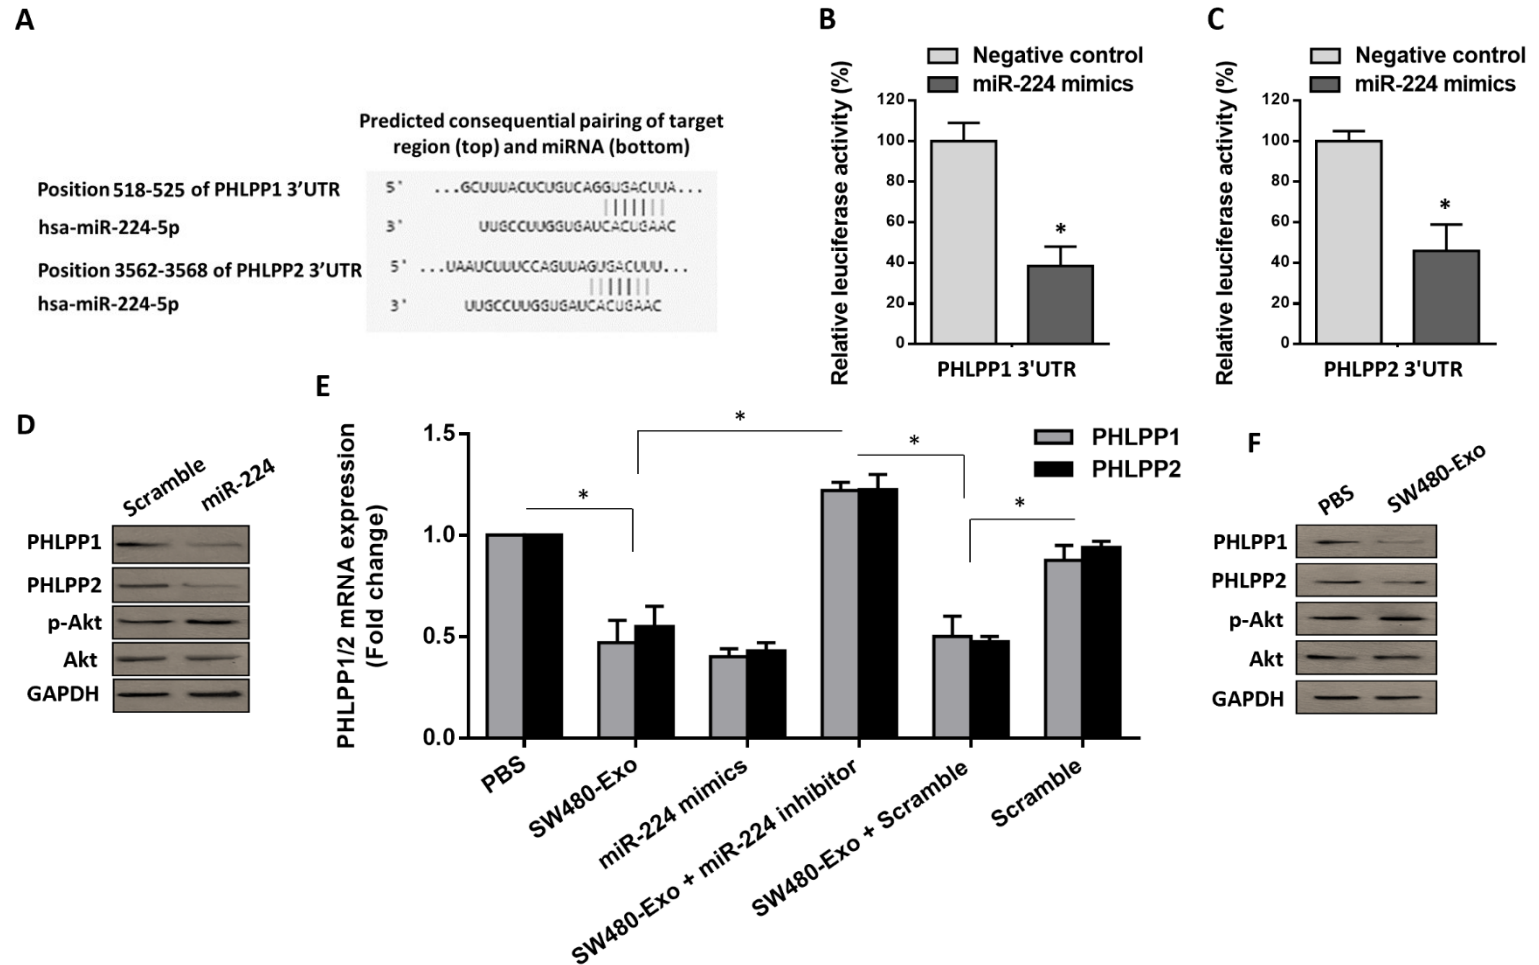 A
Predicted consequential pairing of target
region (top) and miRNA (bottom)
Position 518-525 of PHLPP1 3'UTR
5' ...GCUUUACUCUGUCAGGUGACUUA...
hsa-miR-224-5p
3' UUGCCUUGGUGAUCACUGAAC
Position 3562-3568 of PHLPP2 3'UTR
5' ...UAAUCUUUCCAGUUAGUGACUUU...
hsa-miR-224-5p
3' UUGCCUUGGUGAUCACUGAAC
B
Negative control
miR-224 mimics
Relative leuciferase activity (%)
120
100
80
60
40
20
0
*
PHLPP1 3'UTR
C
Negative control
miR-224 mimics
Relative leuciferase activity (%)
120
100
80
60
40
20
0
*
PHLPP2 3'UTR
D
Scramble
miR-224
PHLPP1
PHLPP2
p-Akt
Akt
GAPDH
E
PHLPP1/2 mRNA expression
(Fold change)
1.5
1.0
0.5
0.0
*
*
*
*
PHLPP1
PHLPP2
PBS
SW480-Exo
miR-224 mimics
SW480-Exo + miR-224 inhibitor
SW480-Exo + Scramble
Scramble
F
PBS
SW480-Exo
PHLPP1
PHLPP2
p-Akt
Akt
GAPDH